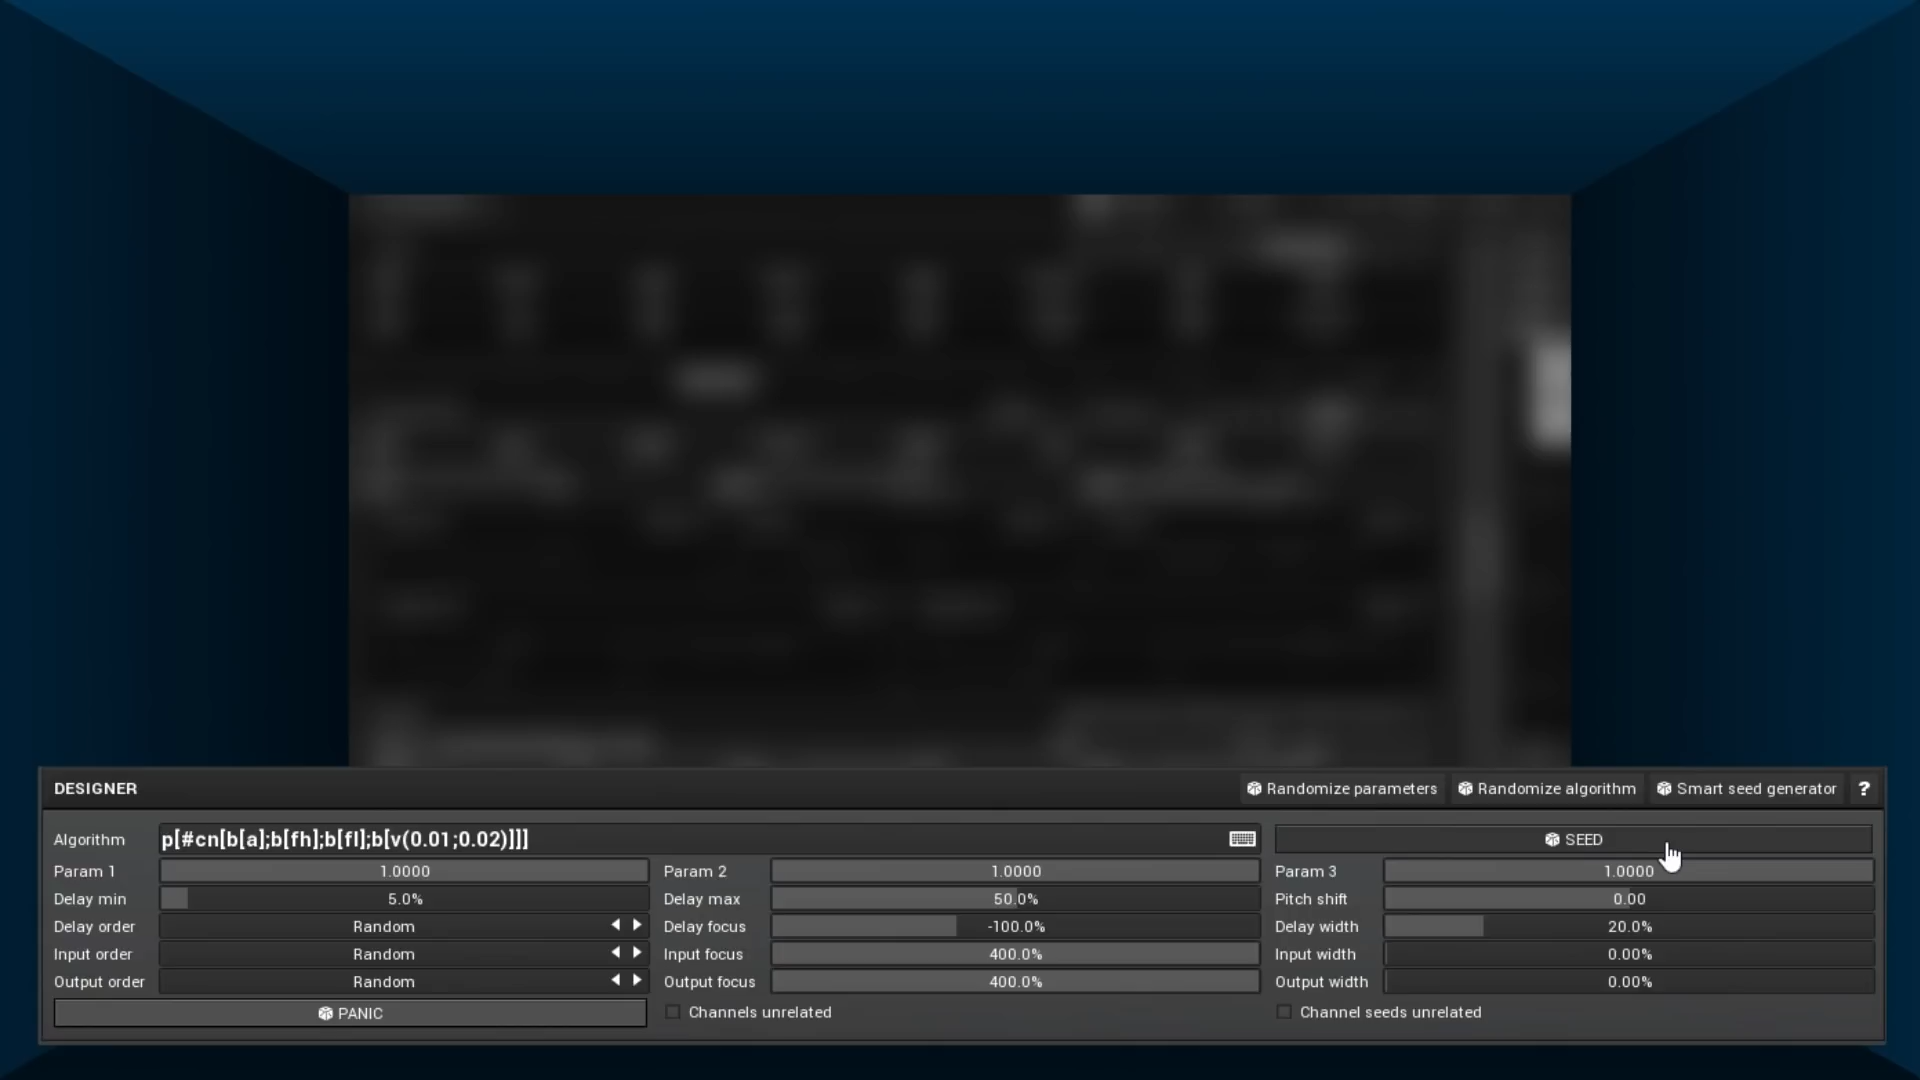 DESIGNER Randomize parameters Randomize algorithm Smart seed generator ?
Algorithm p[#cn[b[a];b[fh];b[fl];b[v(0.01;0.02)]]] SEED
Param 1 1.0000 Param 2 1.0000 Param 3 1.0000
Delay min 5.0% Delay max 50.0% Pitch shift 0.00
Delay order Random Delay focus -100.0% Delay width 20.0%
Input order Random Input focus 400.0% Input width 0.00%
Output order Random Output focus 400.0% Output width 0.00%
PANIC Channels unrelated Channel seeds unrelated